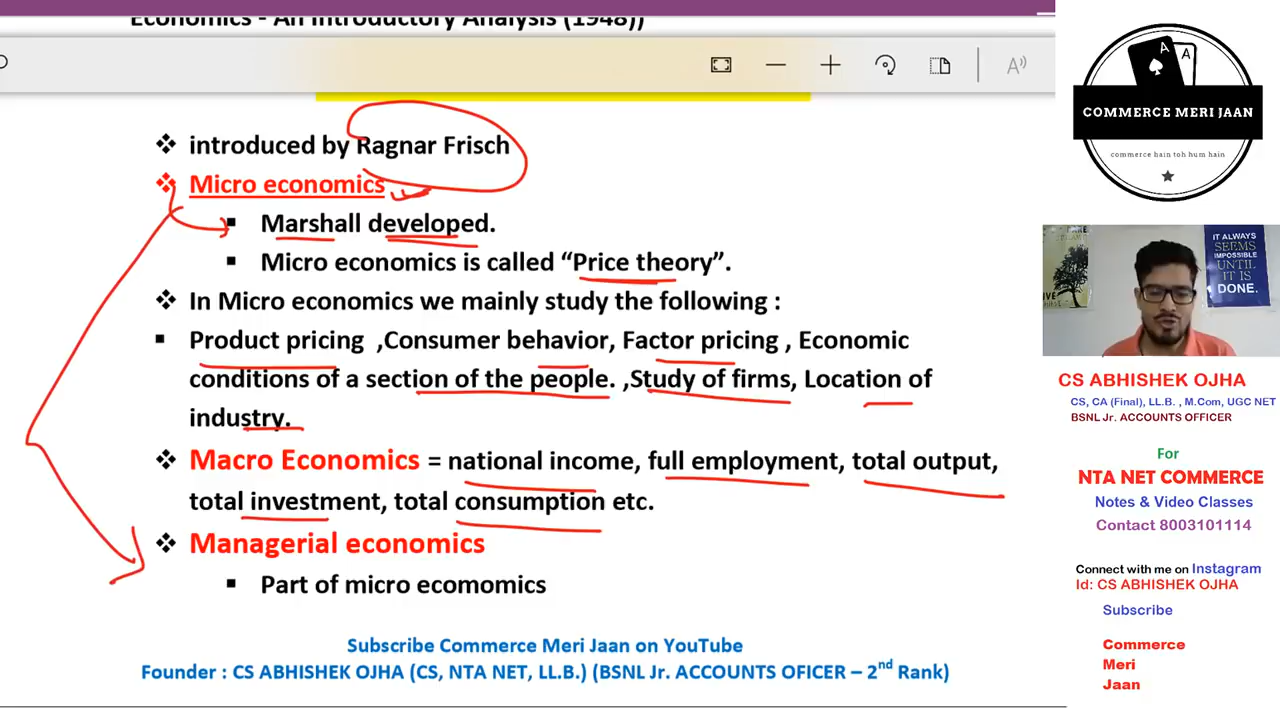 Economics - An Introductory Analysis (1948))
introduced by Ragnar Frisch
Micro economics
Marshall developed.
Micro economics is called “Price theory”.
In Micro economics we mainly study the following :
Product pricing ,Consumer behavior, Factor pricing , Economic
conditions of a section of the people. ,Study of firms, Location of
industry.
Macro Economics = national income, full employment, total output,
total investment, total consumption etc.
Managerial economics
Part of micro ecomomics
Subscribe Commerce Meri Jaan on YouTube
Founder : CS ABHISHEK OJHA (CS, NTA NET, LL.B.) (BSNL Jr. ACCOUNTS OFICER – 2nd Rank)
A
A
COMMERCE MERI JAAN
commerce hain toh hum hain
IT ALWAYS
SEEMS
IMPOSSIBLE
UNTIL
IT IS
DONE.
CS ABHISHEK OJHA
CS, CA (Final), LL.B. , M.Com, UGC NET
BSNL Jr. ACCOUNTS OFFICER
For
NTA NET COMMERCE
Notes & Video Classes
Contact 8003101114
Connect with me on Instagram
Id: CS ABHISHEK OJHA
Subscribe
Commerce
Meri
Jaan